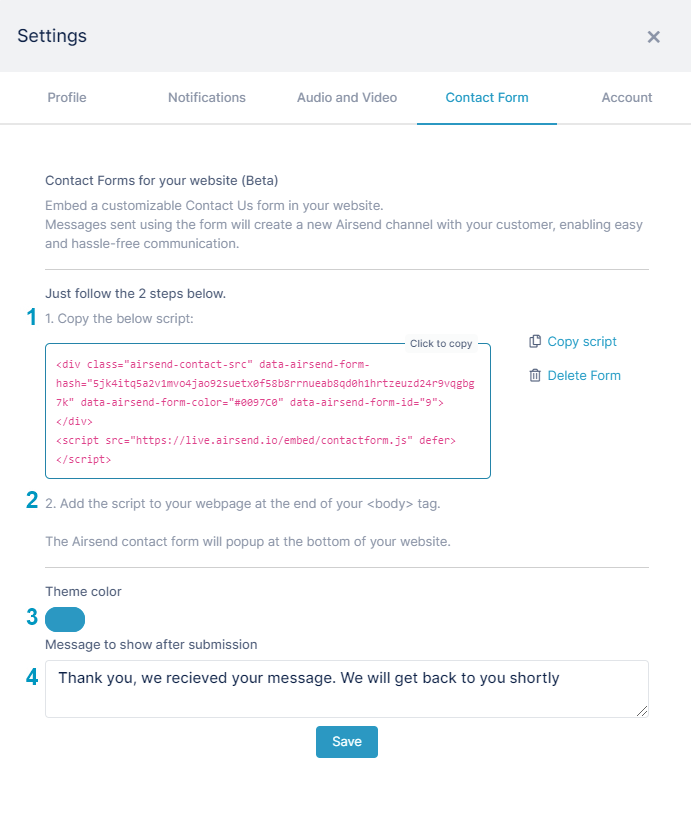 Settings
×
Profile Notifications Audio and Video Contact Form Account
Contact Forms for your website (Beta)
Embed a customizable Contact Us form in your website.
Messages sent using the form will create a new Airsend channel with your customer, enabling easy
and hassle-free communication.
Just follow the 2 steps below.
1 1. Copy the below script:
Click to copy
Copy script
Delete Form
<div class="airsend-contact-src" data-airsend-form-
hash="5jk4itq5a2v1mvo4jao92suetx0f58b8rrnueab8qd0h1hrtzeuzd24r9vqgbg
7k" data-airsend-form-color="#0097C0" data-airsend-form-id="9">
</div>
<script src="https://live.airsend.io/embed/contactform.js" defer>
</script>
2 2. Add the script to your webpage at the end of your <body> tag.
The Airsend contact form will popup at the bottom of your website.
Theme color
3
Message to show after submission
4 Thank you, we recieved your message. We will get back to you shortly
Save